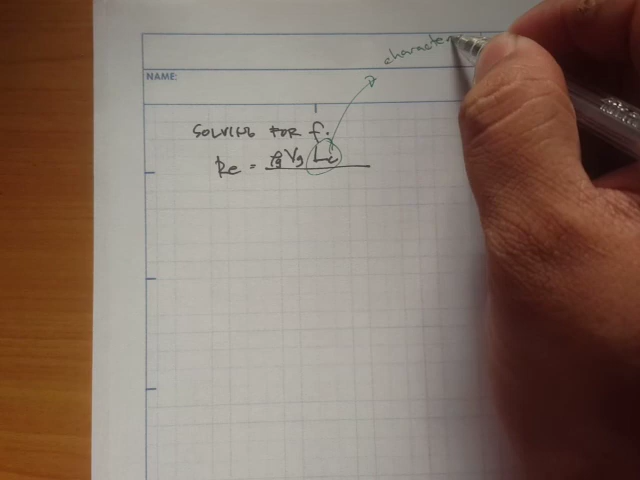 characte
NAME:
SOLVING FOR f:
Re = ρg Vg Lc